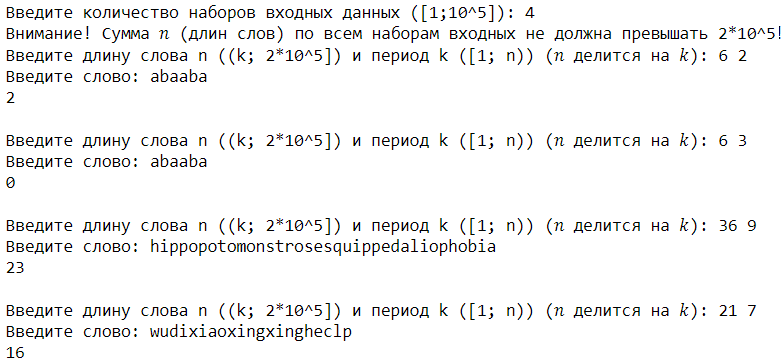 Введите количество наборов входных данных ([1;10^5]): 4
Внимание! Сумма 𝑛 (длин слов) по всем наборам входных не должна превышать 2*10^5!
Введите длину слова n ((k; 2*10^5]) и период k ([1; n)) (𝑛 делится на 𝑘): 6 2
Введите слово: abaaba
2
Введите длину слова n ((k; 2*10^5]) и период k ([1; n)) (𝑛 делится на 𝑘): 6 3
Введите слово: abaaba
0
Введите длину слова n ((k; 2*10^5]) и период k ([1; n)) (𝑛 делится на 𝑘): 36 9
Введите слово: hippopotomonstrosesquippedaliophobia
23
Введите длину слова n ((k; 2*10^5]) и период k ([1; n)) (𝑛 делится на 𝑘): 21 7
Введите слово: wudixiaoxingxingheclp
16